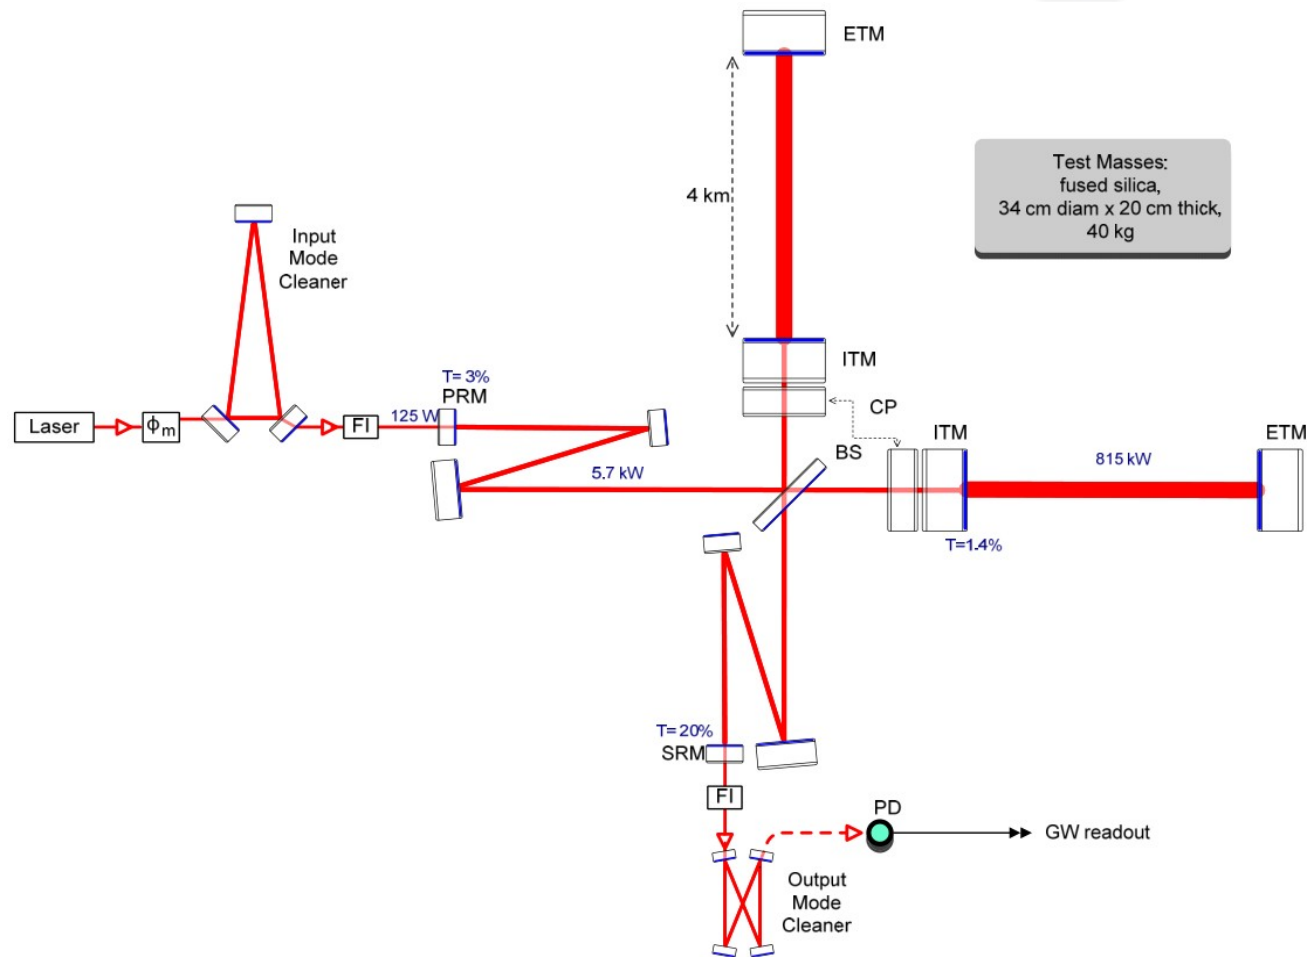 ETM
Test Masses:
fused silica,
34 cm diam x 20 cm thick,
40 kg
4 km
Input
Mode
Cleaner
ITM
T= 3%
PRM
CP
Laser
ϕm
FI
125 W
ITM
ETM
BS
5.7 kW
815 kW
T=1.4%
T= 20%
SRM
FI
PD
GW readout
Output
Mode
Cleaner